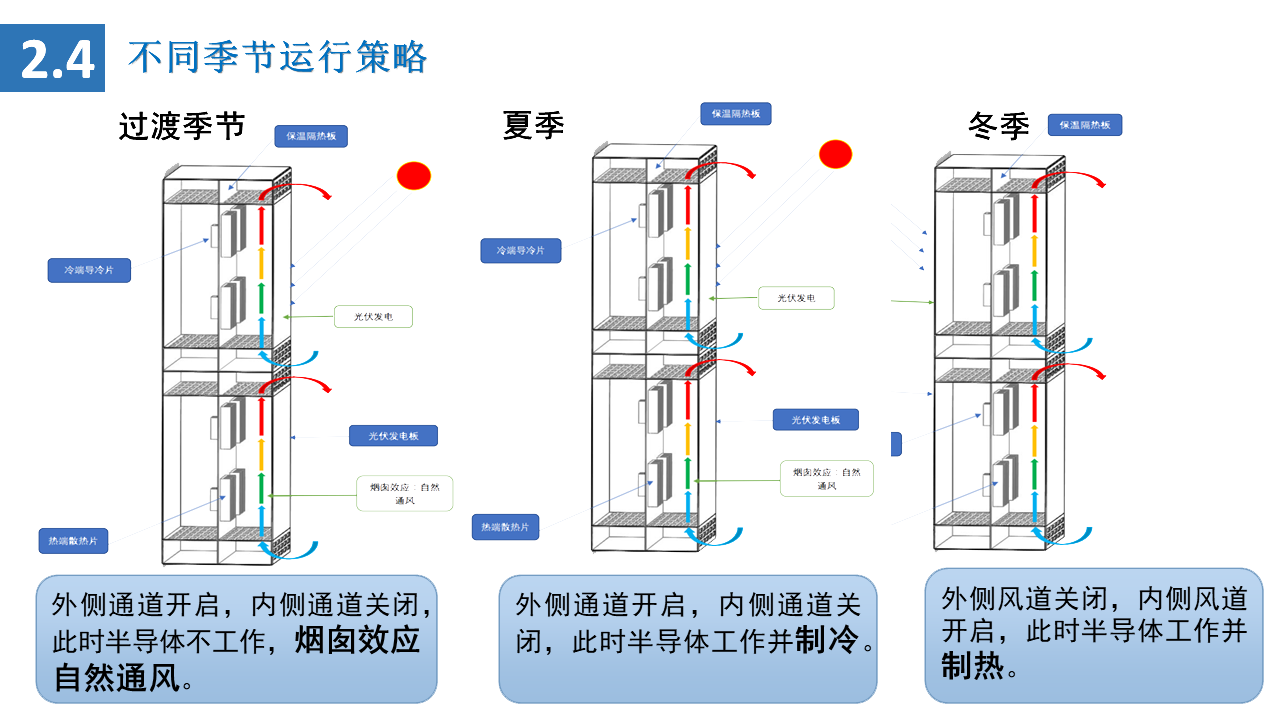 2.4
不同季节运行策略
过渡季节
保温隔热板
冷端导冷片
光伏发电
光伏发电板
烟囱效应：自然
通风
热端散热片
外侧通道开启，内侧通道关闭，
此时半导体不工作，烟囱效应
自然通风。
夏季
保温隔热板
冷端导冷片
光伏发电
光伏发电板
烟囱效应：自然
通风
热端散热片
外侧通道开启，内侧通道关
闭，此时半导体工作并制冷。
冬季
保温隔热板
外侧风道关闭，内侧风道
开启，此时半导体工作并
制热。